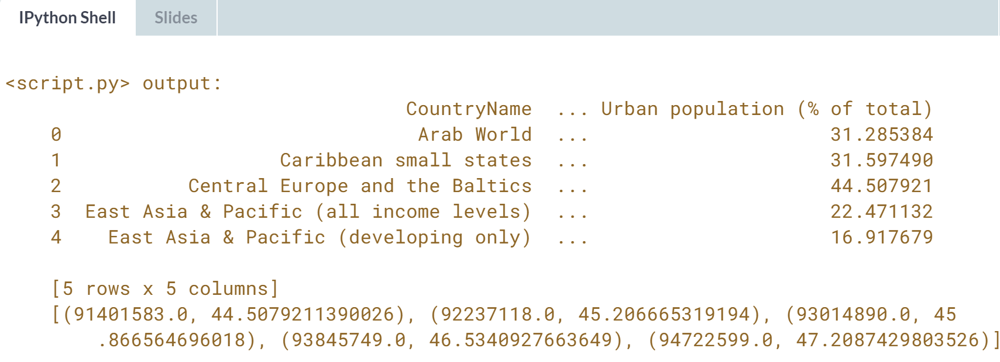 IPython Shell Slides
<script.py> output:
CountryName ... Urban population (% of total)
0 Arab World ... 31.285384
1 Caribbean small states ... 31.597490
2 Central Europe and the Baltics ... 44.507921
3 East Asia & Pacific (all income levels) ... 22.471132
4 East Asia & Pacific (developing only) ... 16.917679
[5 rows x 5 columns]
[(91401583.0, 44.5079211390026), (92237118.0, 45.206665319194), (93014890.0, 45
.866564696018), (93845749.0, 46.5340927663649), (94722599.0, 47.2087429803526)]